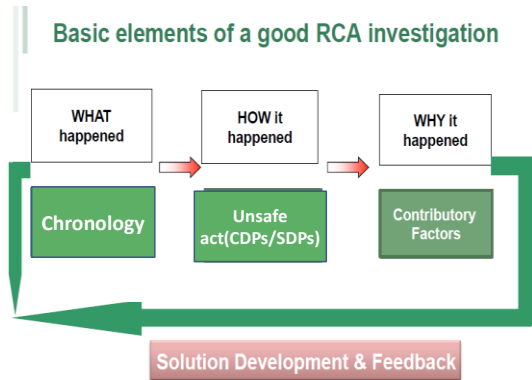 Basic elements of a good RCA investigation
WHAT
happened
HOW it
happened
WHY it
happened
Chronology
Unsafe
act(CDPs/SDPs)
Contributory
Factors
Solution Development & Feedback